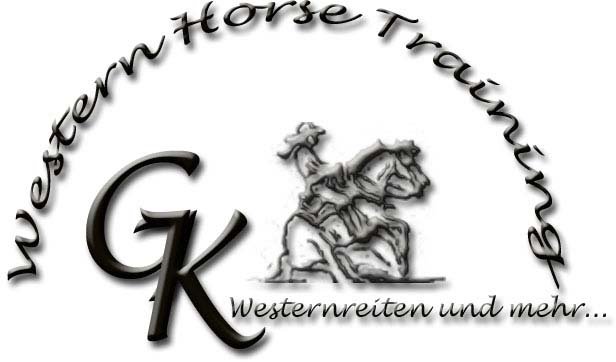 Western Horse Training
GK
Westernreiten und mehr...